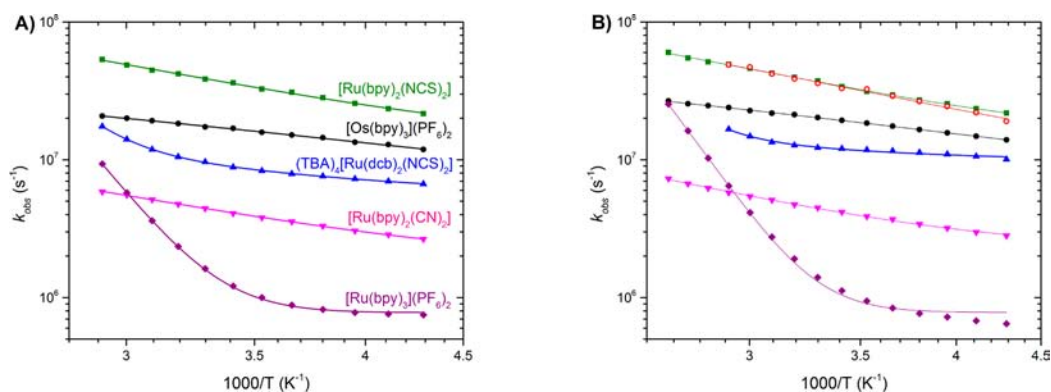 A)
10⁸
10⁷
10⁶
k_obs (s⁻¹)
[Ru(bpy)₂(NCS)₂]
[Os(bpy)₃](PF₆)₂
(TBA)₄[Ru(dcb)₂(NCS)₂]
[Ru(bpy)₂(CN)₂]
[Ru(bpy)₃](PF₆)₂
3 3.5 4 4.5
1000/T (K⁻¹)
B)
10⁸
10⁷
10⁶
k_obs (s⁻¹)
3 3.5 4 4.5
1000/T (K⁻¹)